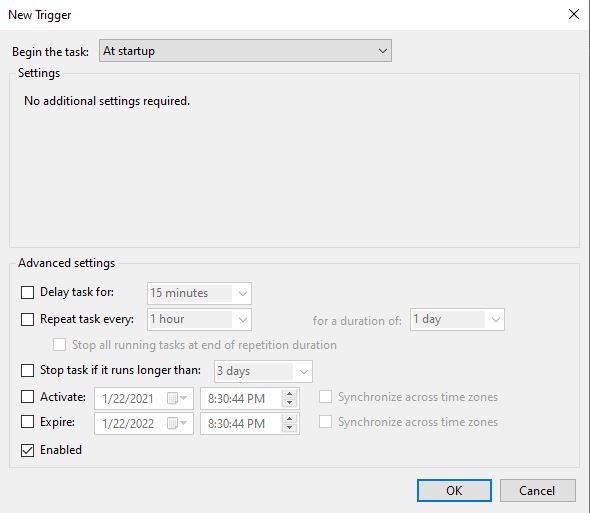 New Trigger
Begin the task: At startup
Settings
No additional settings required.
Advanced settings
Delay task for: 15 minutes
Repeat task every: 1 hour for a duration of: 1 day
Stop all running tasks at end of repetition duration
Stop task if it runs longer than: 3 days
Activate: 1/22/2021 8:30:44 PM Synchronize across time zones
Expire: 1/22/2022 8:30:44 PM Synchronize across time zones
Enabled
OK Cancel